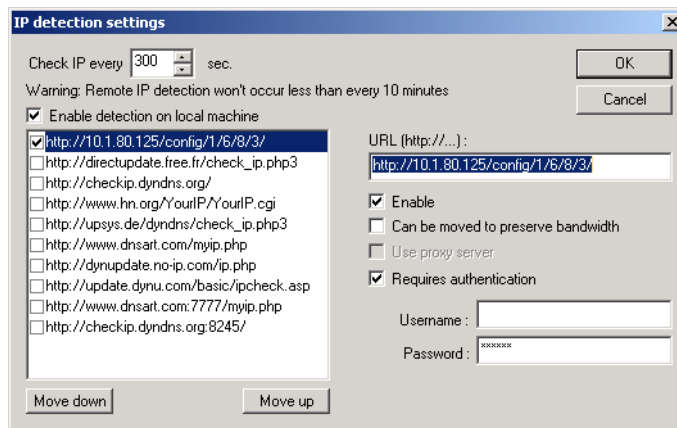 IP detection settings
Check IP every 300 sec.
OK
Warning: Remote IP detection won't occur less than every 10 minutes
Cancel
Enable detection on local machine
http://10.1.80.125/config/1/6/8/3/
http://directupdate.free.fr/check_ip.php3
http://checkip.dyndns.org/
http://www.hn.org/YourIP/YourIP.cgi
http://upsys.de/dyndns/check_ip.php3
http://www.dnsart.com/myip.php
http://dynupdate.no-ip.com/ip.php
http://update.dynu.com/basic/ipcheck.asp
http://www.dnsart.com:7777/myip.php
http://checkip.dyndns.org:8245/
Move down
Move up
URL (http://...) :
http://10.1.80.125/config/1/6/8/3/
Enable
Can be moved to preserve bandwidth
Use proxy server
Requires authentication
Username :
Password : ××××××